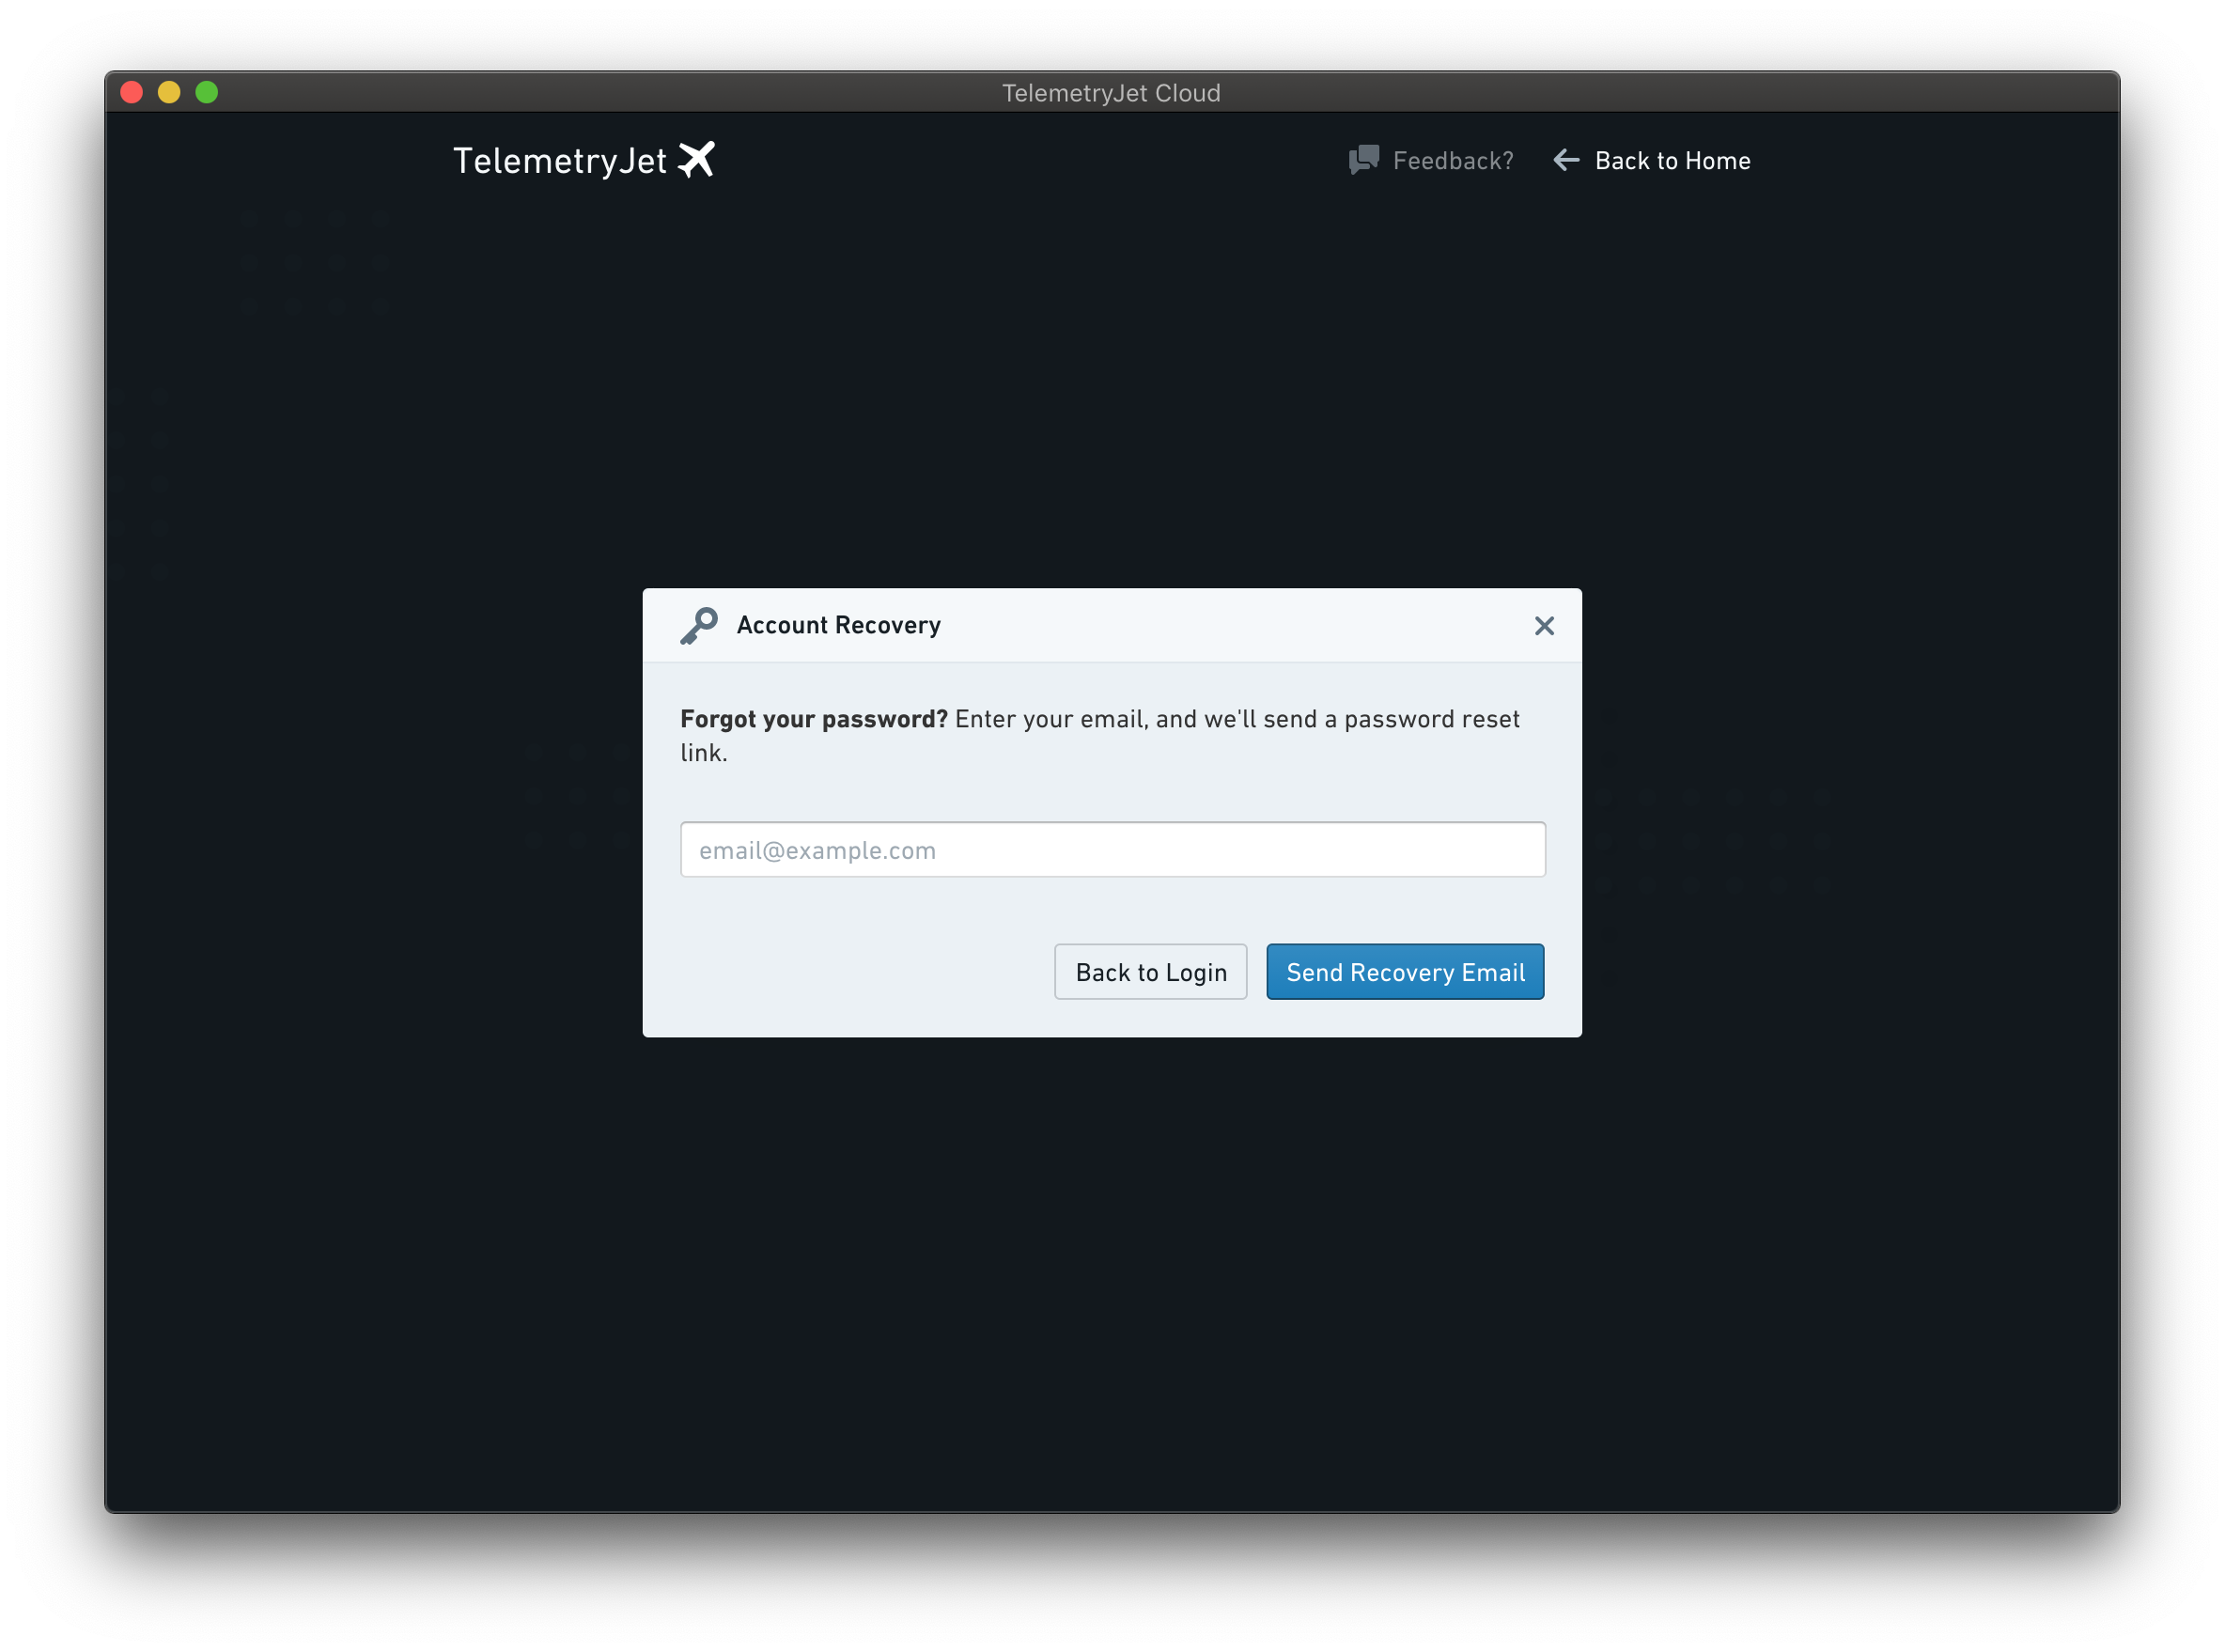 TelemetryJet Cloud
TelemetryJet
Feedback?
Back to Home
Account Recovery
Forgot your password? Enter your email, and we'll send a password reset
link.
email@example.com
Back to Login
Send Recovery Email